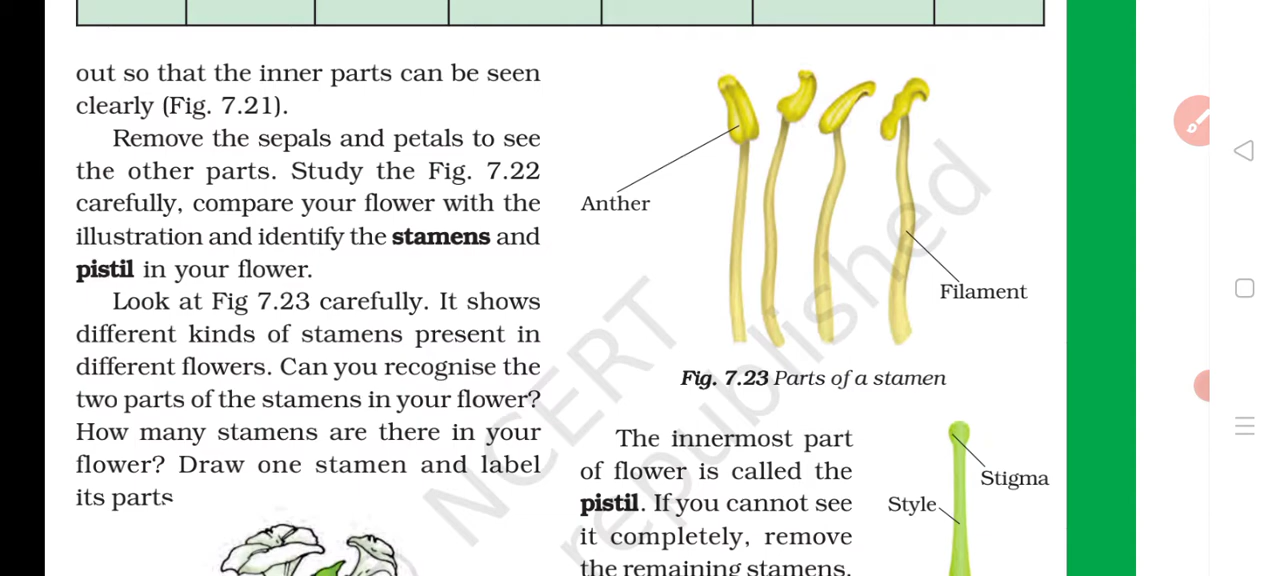 out so that the inner parts can be seen
clearly (Fig. 7.21).
Remove the sepals and petals to see
the other parts. Study the Fig. 7.22
carefully, compare your flower with the
illustration and identify the stamens and
pistil in your flower.
Look at Fig 7.23 carefully. It shows
different kinds of stamens present in
different flowers. Can you recognise the
two parts of the stamens in your flower?
How many stamens are there in your
flower? Draw one stamen and label
its parts
Anther
Filament
Fig. 7.23 Parts of a stamen
The innermost part
of flower is called the
pistil. If you cannot see
it completely, remove
the remaining stamens.
Stigma
Style
NCERT
republished